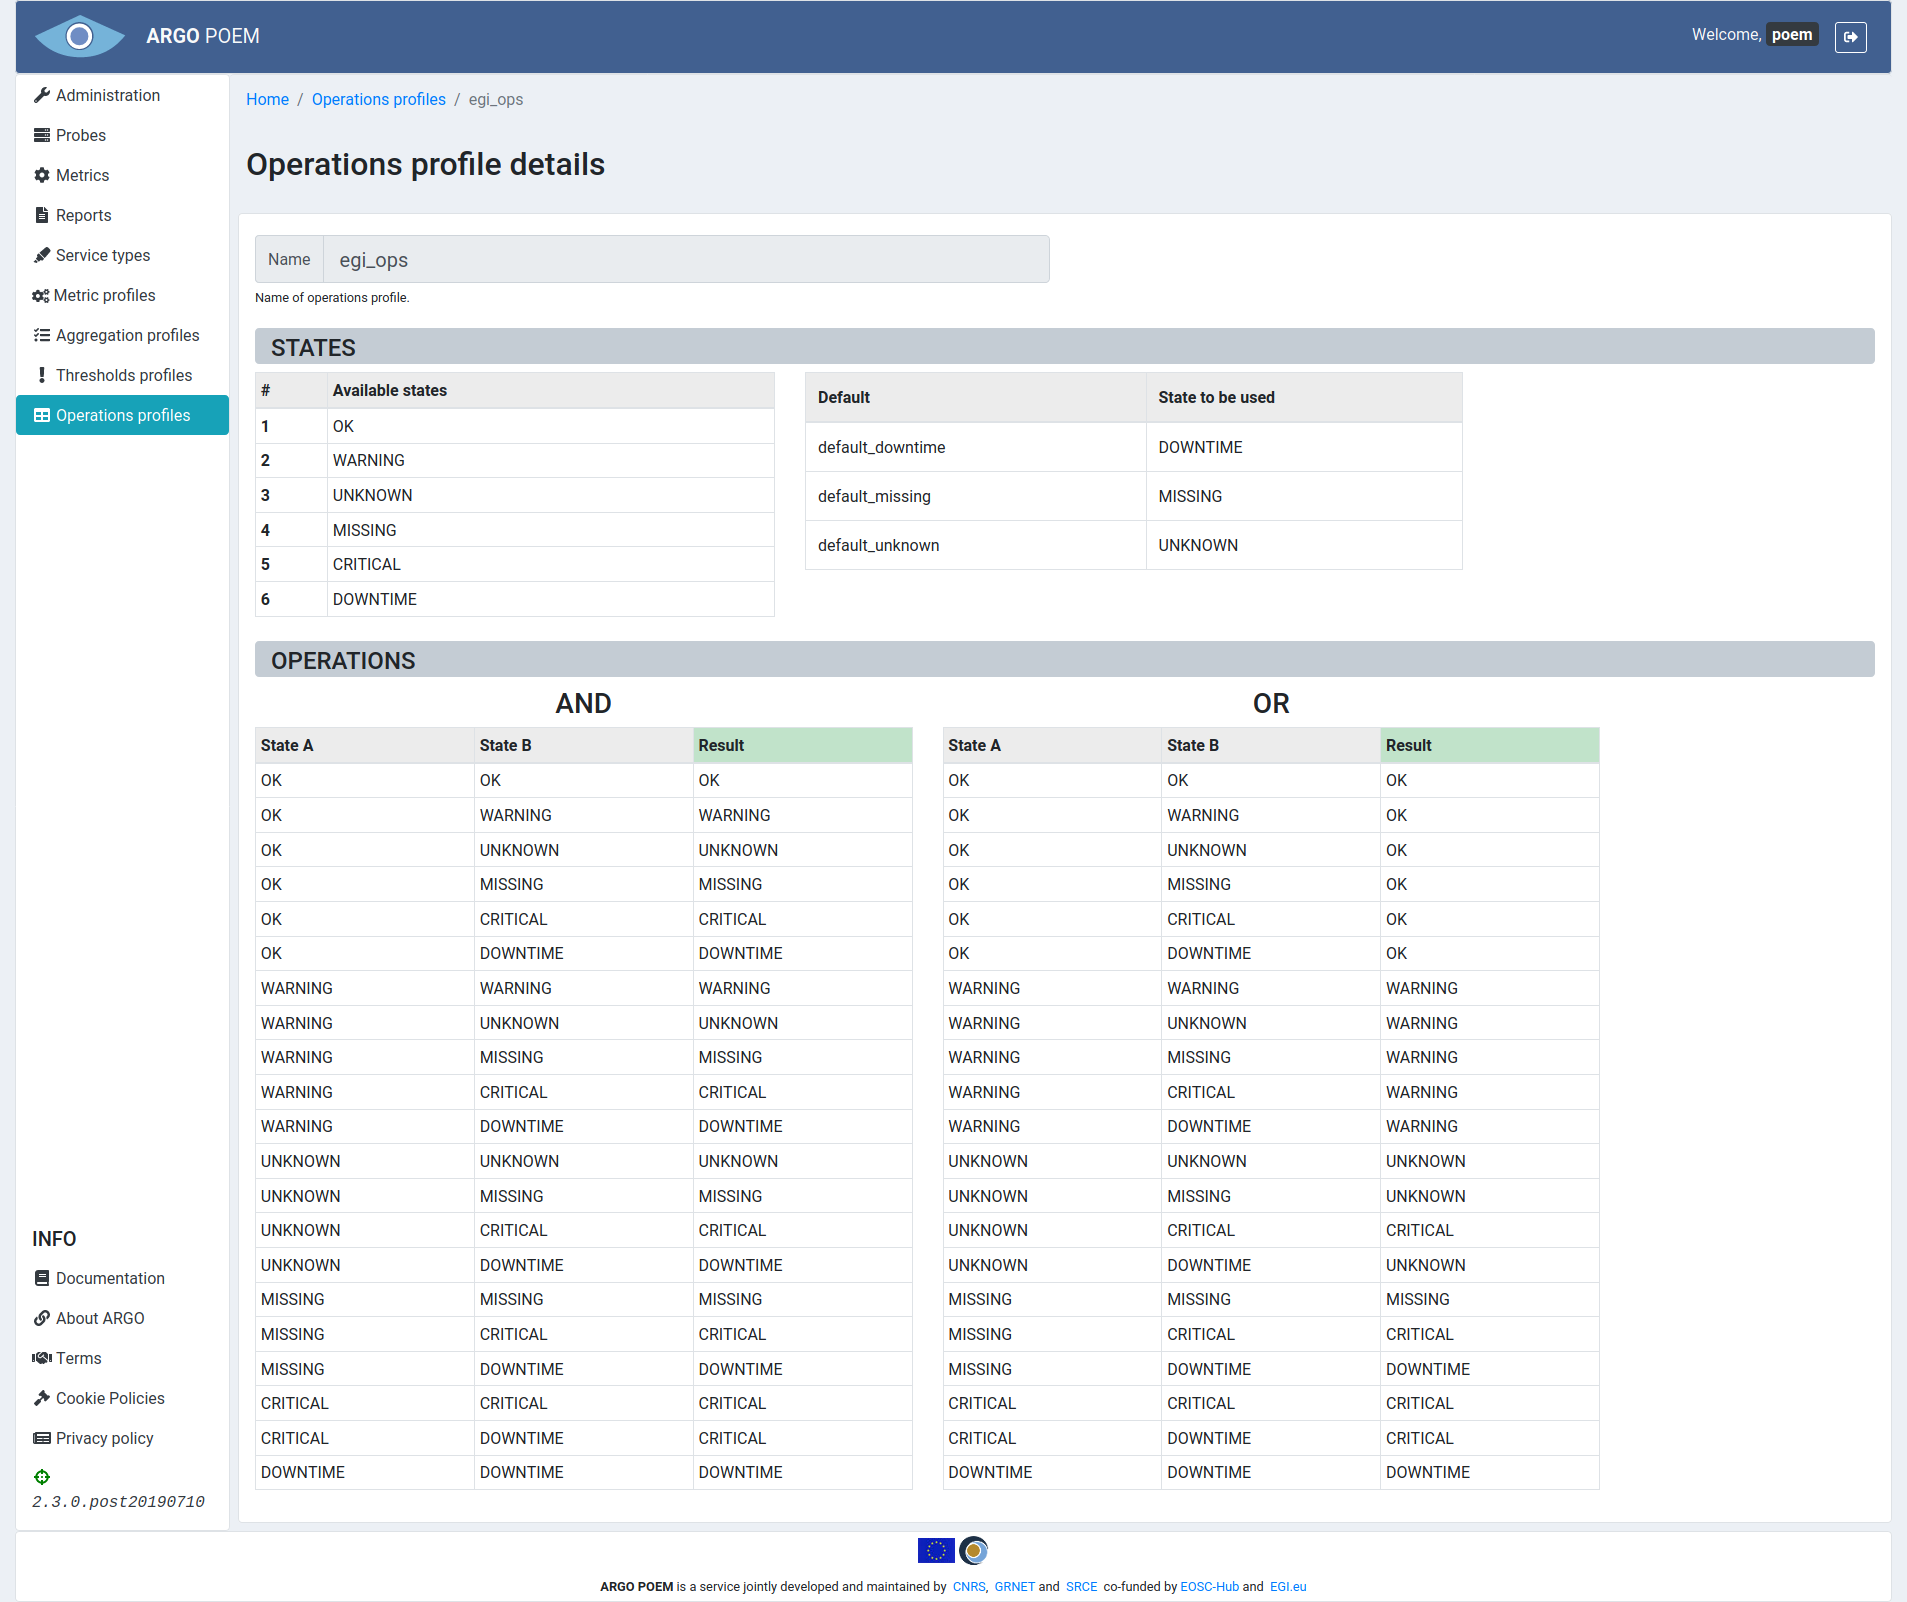 ARGO POEM
Welcome, poem
Administration
Probes
Metrics
Reports
Service types
Metric profiles
Aggregation profiles
Thresholds profiles
Operations profiles
INFO
Documentation
About ARGO
Terms
Cookie Policies
Privacy policy
2.3.0.post20190710
Home / Operations profiles / egi_ops
Operations profile details
Name egi_ops
Name of operations profile.
STATES
# Available states
1 OK
2 WARNING
3 UNKNOWN
4 MISSING
5 CRITICAL
6 DOWNTIME
Default State to be used
default_downtime DOWNTIME
default_missing MISSING
default_unknown UNKNOWN
OPERATIONS
AND
State A State B Result
OK OK OK
OK WARNING WARNING
OK UNKNOWN UNKNOWN
OK MISSING MISSING
OK CRITICAL CRITICAL
OK DOWNTIME DOWNTIME
WARNING WARNING WARNING
WARNING UNKNOWN UNKNOWN
WARNING MISSING MISSING
WARNING CRITICAL CRITICAL
WARNING DOWNTIME DOWNTIME
UNKNOWN UNKNOWN UNKNOWN
UNKNOWN MISSING MISSING
UNKNOWN CRITICAL CRITICAL
UNKNOWN DOWNTIME DOWNTIME
MISSING MISSING MISSING
MISSING CRITICAL CRITICAL
MISSING DOWNTIME DOWNTIME
CRITICAL CRITICAL CRITICAL
CRITICAL DOWNTIME CRITICAL
DOWNTIME DOWNTIME DOWNTIME
OR
State A State B Result
OK OK OK
OK WARNING OK
OK UNKNOWN OK
OK MISSING OK
OK CRITICAL OK
OK DOWNTIME OK
WARNING WARNING WARNING
WARNING UNKNOWN WARNING
WARNING MISSING WARNING
WARNING CRITICAL WARNING
WARNING DOWNTIME WARNING
UNKNOWN UNKNOWN UNKNOWN
UNKNOWN MISSING UNKNOWN
UNKNOWN CRITICAL CRITICAL
UNKNOWN DOWNTIME UNKNOWN
MISSING MISSING MISSING
MISSING CRITICAL CRITICAL
MISSING DOWNTIME DOWNTIME
CRITICAL CRITICAL CRITICAL
CRITICAL DOWNTIME CRITICAL
DOWNTIME DOWNTIME DOWNTIME
ARGO POEM is a service jointly developed and maintained by CNRS, GRNET and SRCE co-funded by EOSC-Hub and EGI.eu